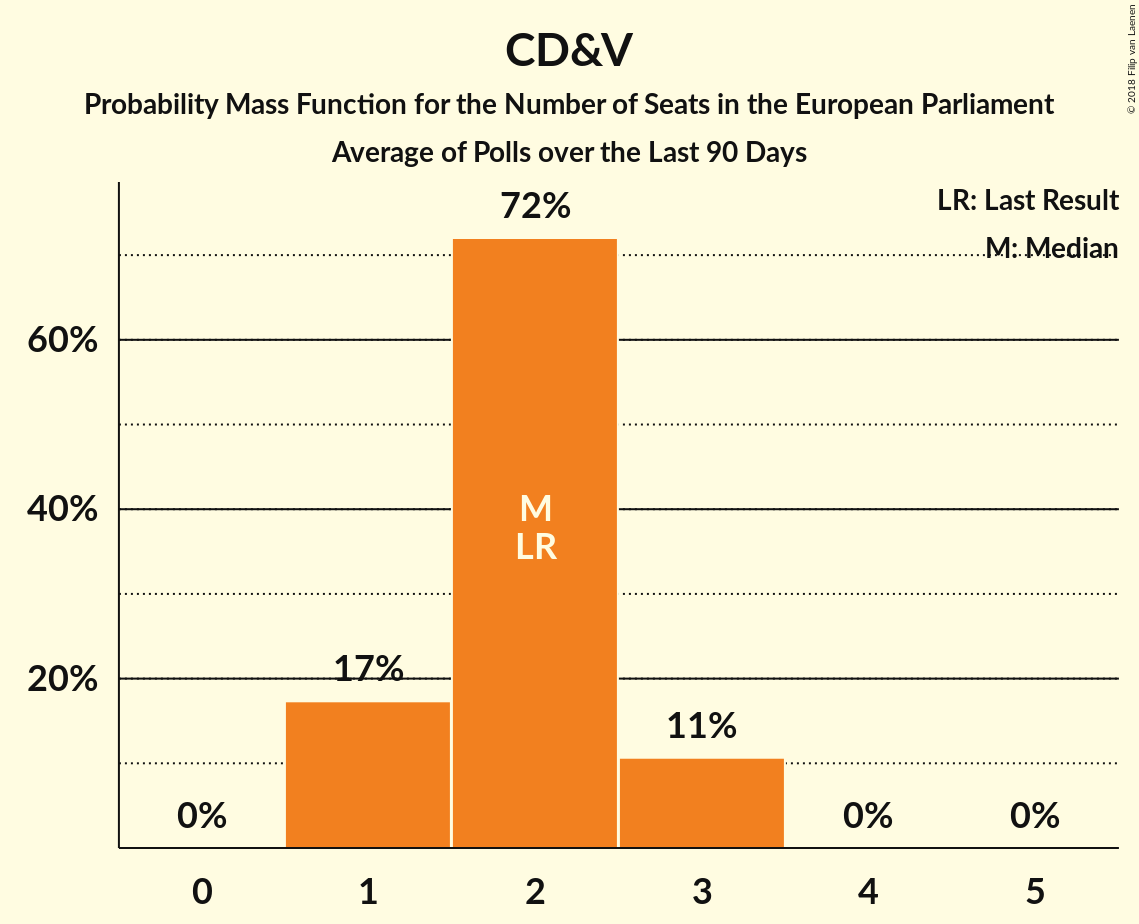 CD&V
Probability Mass Function for the Number of Seats in the European Parliament
Average of Polls over the Last 90 Days
© 2018 Filip van Laenen
LR: Last Result
M: Median
72%
60%
40%
20%
M
LR
17%
11%
0%
0%
0%
0
1
2
3
4
5